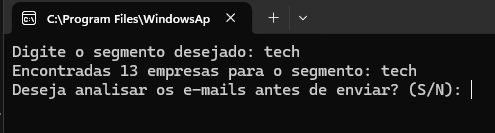 C:\Program Files\WindowsAp
Digite o segmento desejado: tech
Encontradas 13 empresas para o segmento: tech
Deseja analisar os e-mails antes de enviar? (S/N):